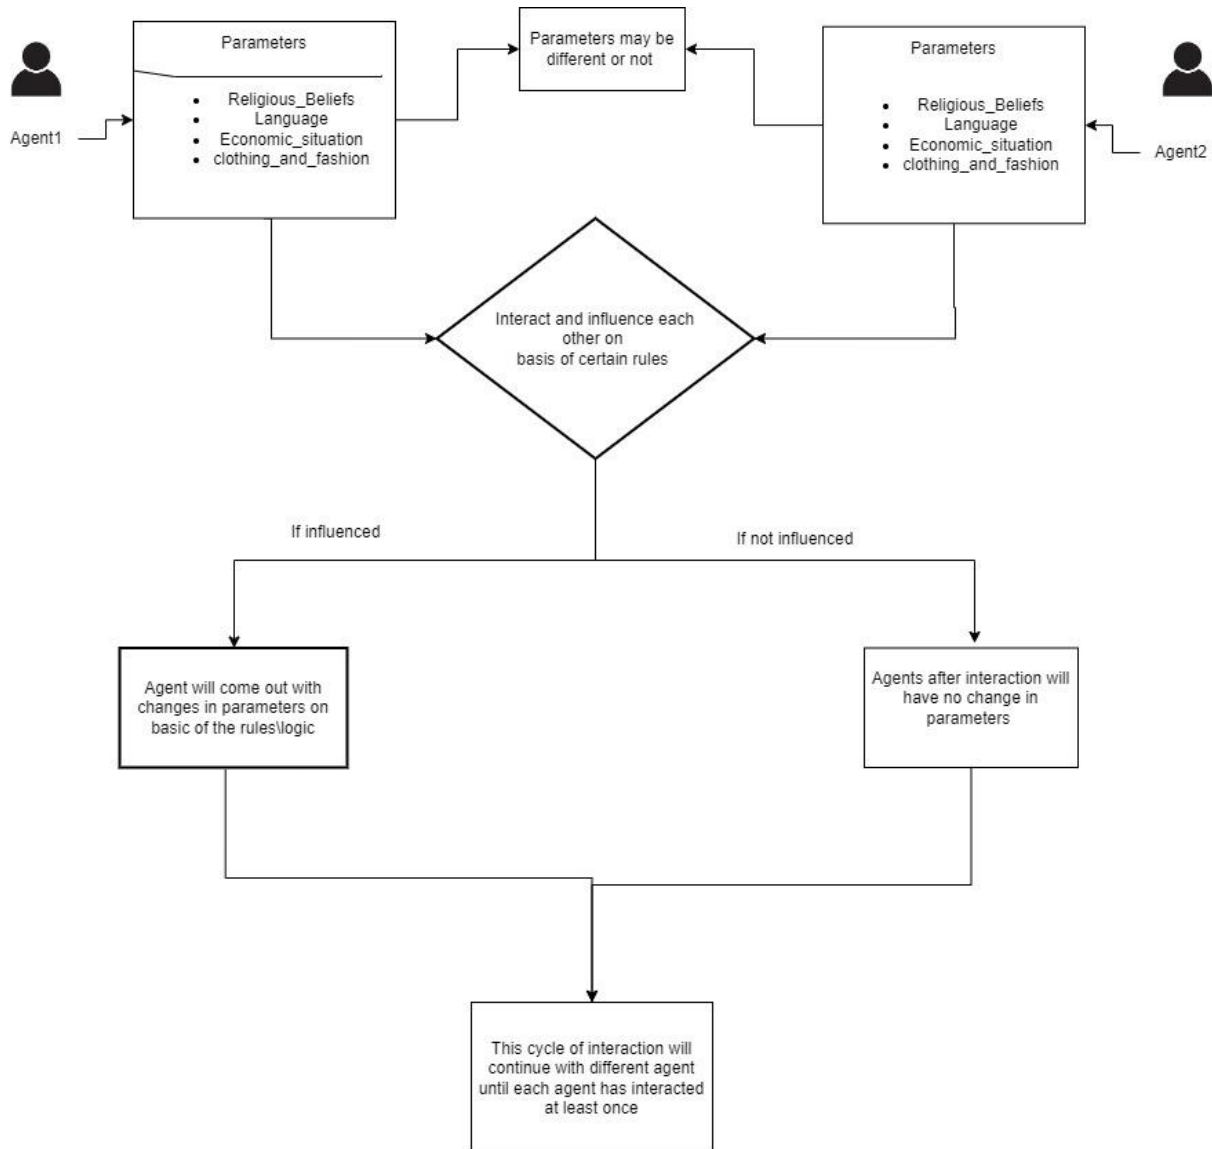 Parameters
Parameters may be
different or not
Parameters
Agent1
• Religious_Beliefs
• Language
• Economic_situation
• clothing_and_fashion
• Religious_Beliefs
• Language
• Economic_situation
• clothing_and_fashion
Agent2
Interact and influence each
other on
basis of certain rules
If influenced
If not influenced
Agent will come out with
changes in parameters on
basic of the rules\logic
Agents after interaction will
have no change in
parameters
This cycle of interaction will
continue with different agent
until each agent has interacted
at least once